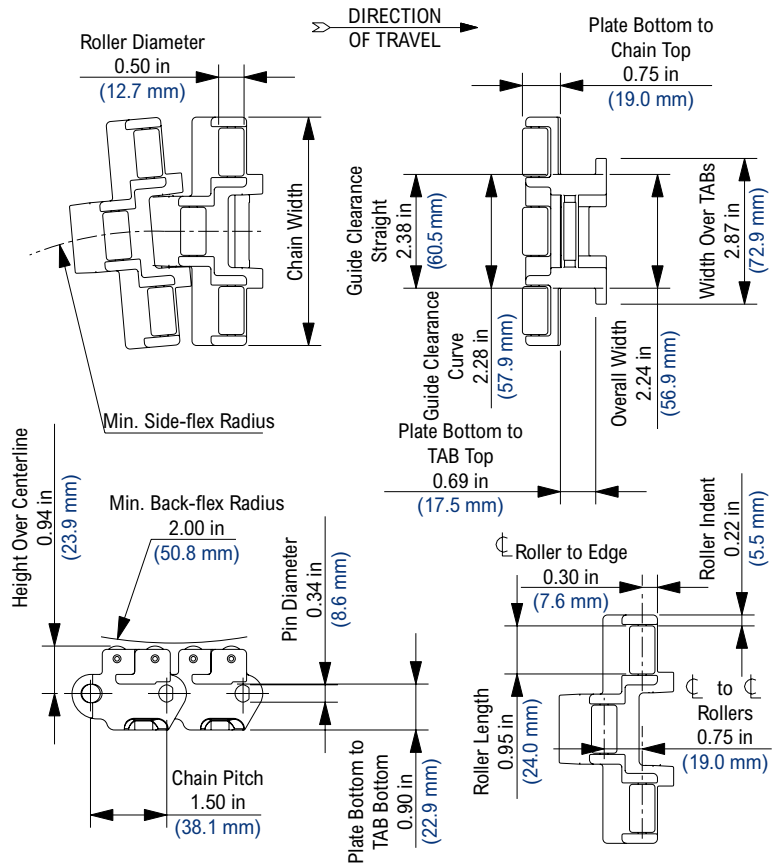 DIRECTION
OF TRAVEL
Roller Diameter
0.50 in
(12.7 mm)
Chain Width
Min. Side-flex Radius
Plate Bottom to
Chain Top
0.75 in
(19.0 mm)
Guide Clearance
Straight
2.38 in
(60.5 mm)
Guide Clearance
Curve
2.28 in
(57.9 mm)
Width Over TABs
2.87 in
(72.9 mm)
Overall Width
2.24 in
(56.9 mm)
Plate Bottom to
TAB Top
0.69 in
(17.5 mm)
Height Over Centerline
0.94 in
(23.9 mm)
Min. Back-flex Radius
2.00 in
(50.8 mm)
Pin Diameter
0.34 in
(8.6 mm)
Chain Pitch
1.50 in
(38.1 mm)
Plate Bottom to
TAB Bottom
0.90 in
(22.9 mm)
℄ Roller to Edge
0.30 in
(7.6 mm)
Roller Indent
0.22 in
(5.5 mm)
Roller Length
0.95 in
(24.0 mm)
℄ to ℄
Rollers
0.75 in
(19.0 mm)